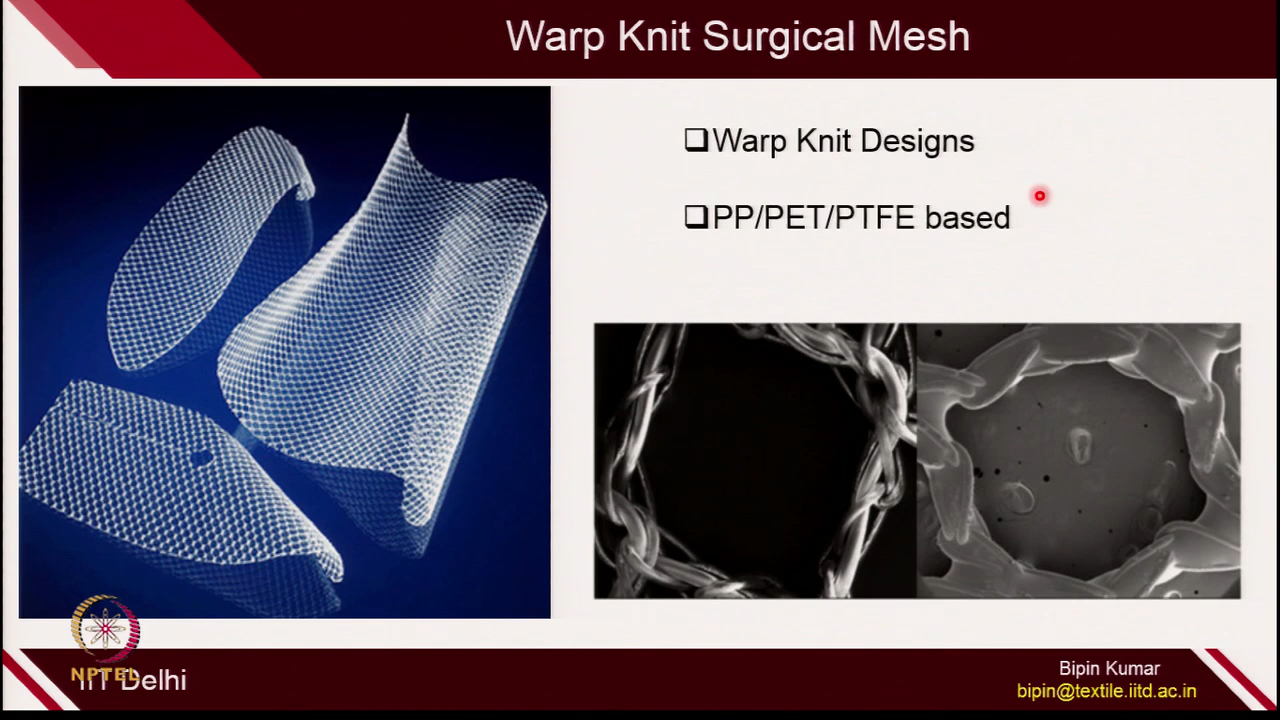 Warp Knit Surgical Mesh
❑Warp Knit Designs
❑PP/PET/PTFE based
NPTEL
IIT Delhi
Bipin Kumar
bipin@textile.iitd.ac.in